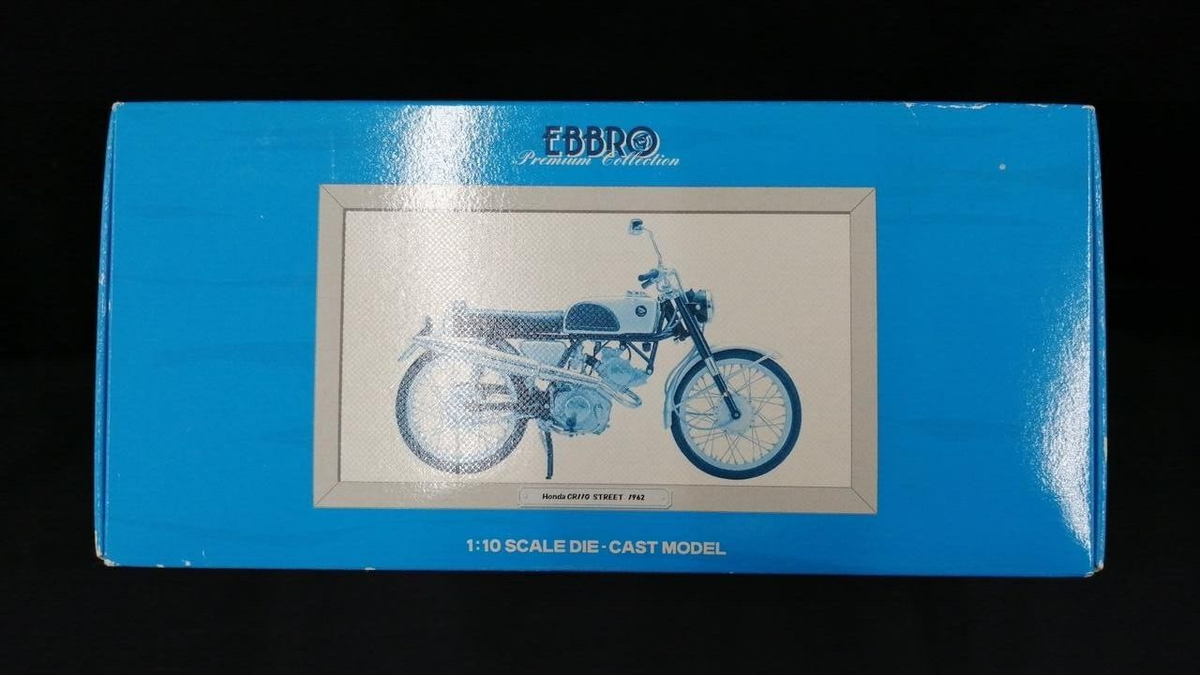 EBBRO
Premium Collection
Honda CR110 STREET 1962
1:10 SCALE DIE-CAST MODEL